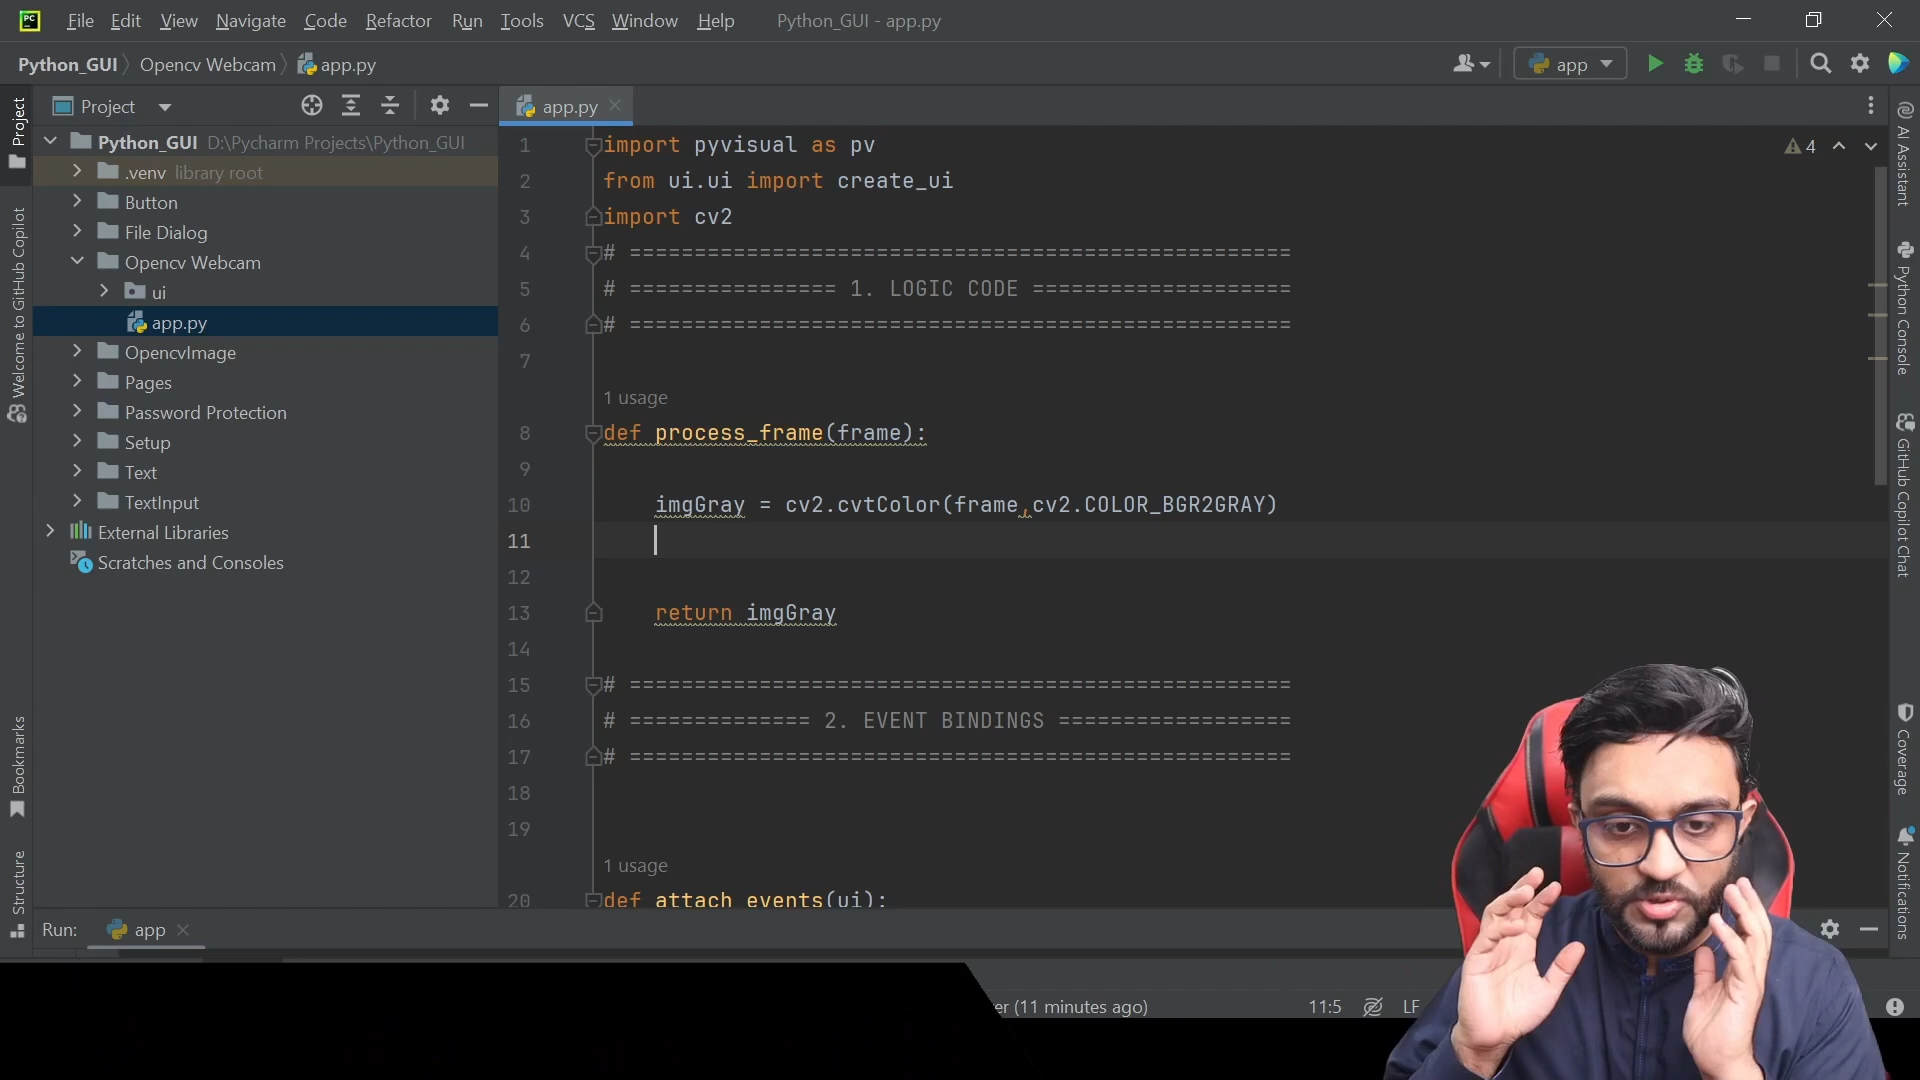 PC File Edit View Navigate Code Refactor Run Tools VCS Window Help Python_GUI - app.py
Python_GUI Opencv Webcam app.py app
Project
app.py
Python_GUI D:\Pycharm Projects\Python_GUI
.venv library root
Button
File Dialog
Opencv Webcam
ui
app.py
OpencvImage
Pages
Password Protection
Setup
Text
TextInput
External Libraries
Scratches and Consoles
Project
Welcome to GitHub Copilot
Bookmarks
Structure
4
1 import pyvisual as pv
2 from ui.ui import create_ui
3 import cv2
4 # ===================================================
5 # ================ 1. LOGIC CODE ====================
6 # ===================================================
7
1 usage
8 def process_frame(frame):
9
10 imgGray = cv2.cvtColor(frame,cv2.COLOR_BGR2GRAY)
11
12
13 return imgGray
14
15 # ===================================================
16 # ============== 2. EVENT BINDINGS ==================
17 # ===================================================
18
19
1 usage
20 def attach_events(ui):
AI Assistant
Python Console
GitHub Copilot Chat
Coverage
Notifications
Run: app
(11 minutes ago) 11:5 LF